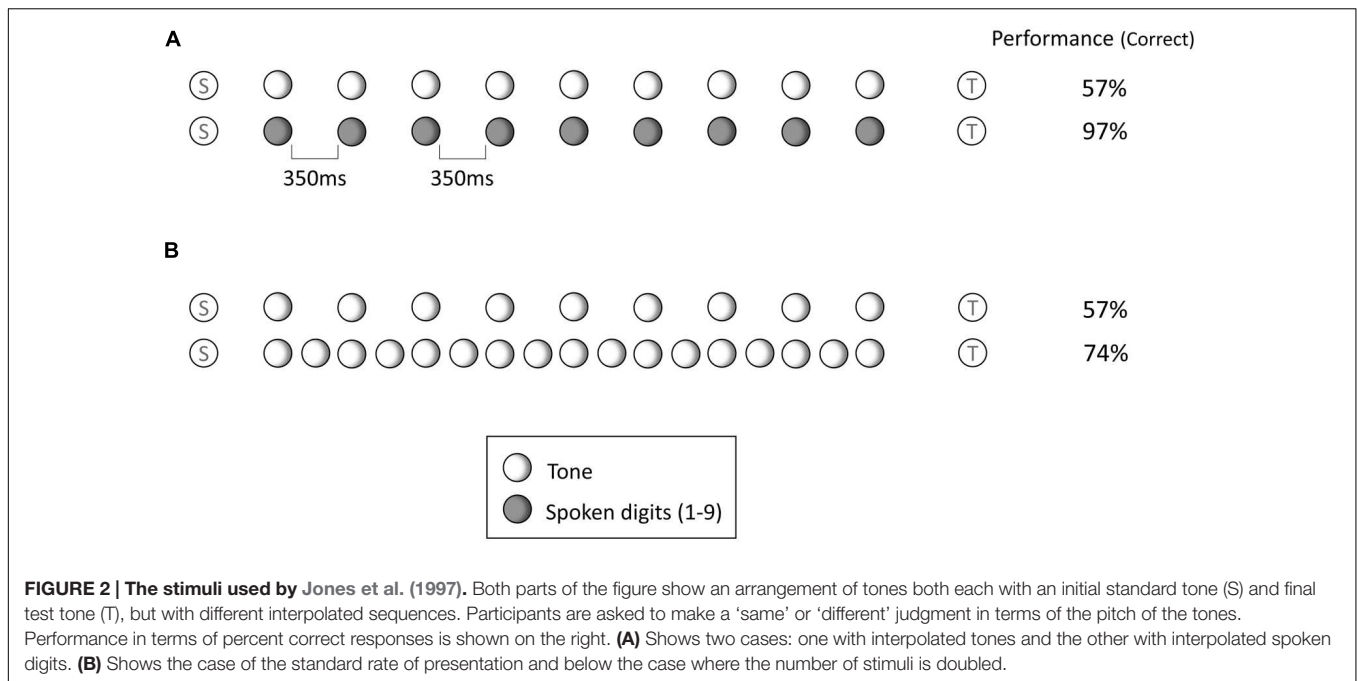 A
Performance (Correct)
S T 57%
S T 97%
350ms 350ms
B
S T 57%
S T 74%
Tone
Spoken digits (1-9)
FIGURE 2 | The stimuli used by Jones et al. (1997). Both parts of the figure show an arrangement of tones both each with an initial standard tone (S) and final
test tone (T), but with different interpolated sequences. Participants are asked to make a ‘same’ or ‘different’ judgment in terms of the pitch of the tones.
Performance in terms of percent correct responses is shown on the right. (A) Shows two cases: one with interpolated tones and the other with interpolated spoken
digits. (B) Shows the case of the standard rate of presentation and below the case where the number of stimuli is doubled.